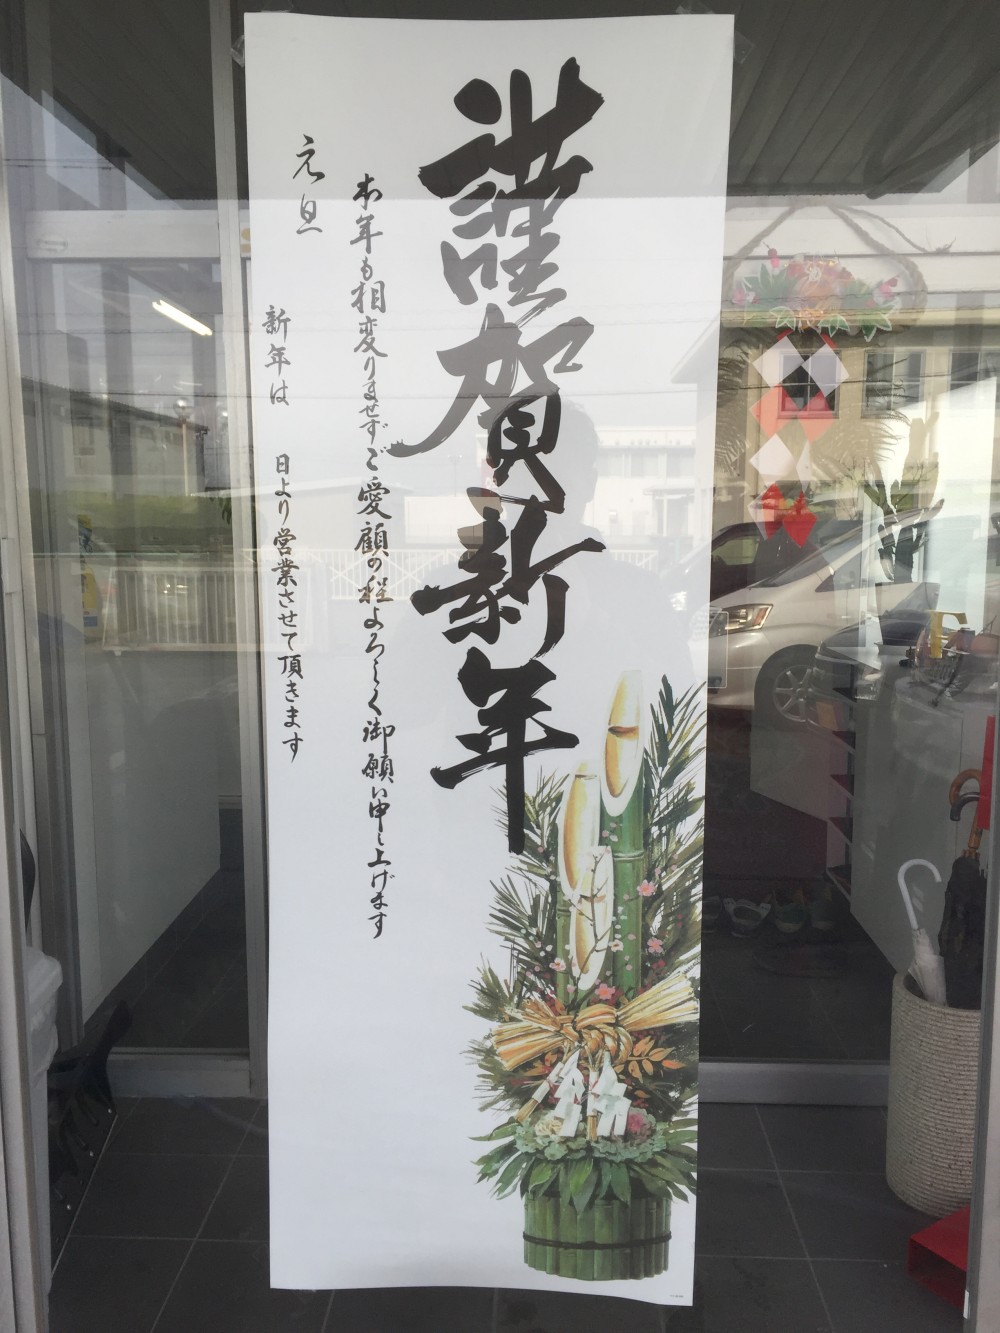 謹賀新年
本年も相変りませずご愛顧の程よろしく御願い申し上げます
元旦
新年は 日より営業させて頂きます